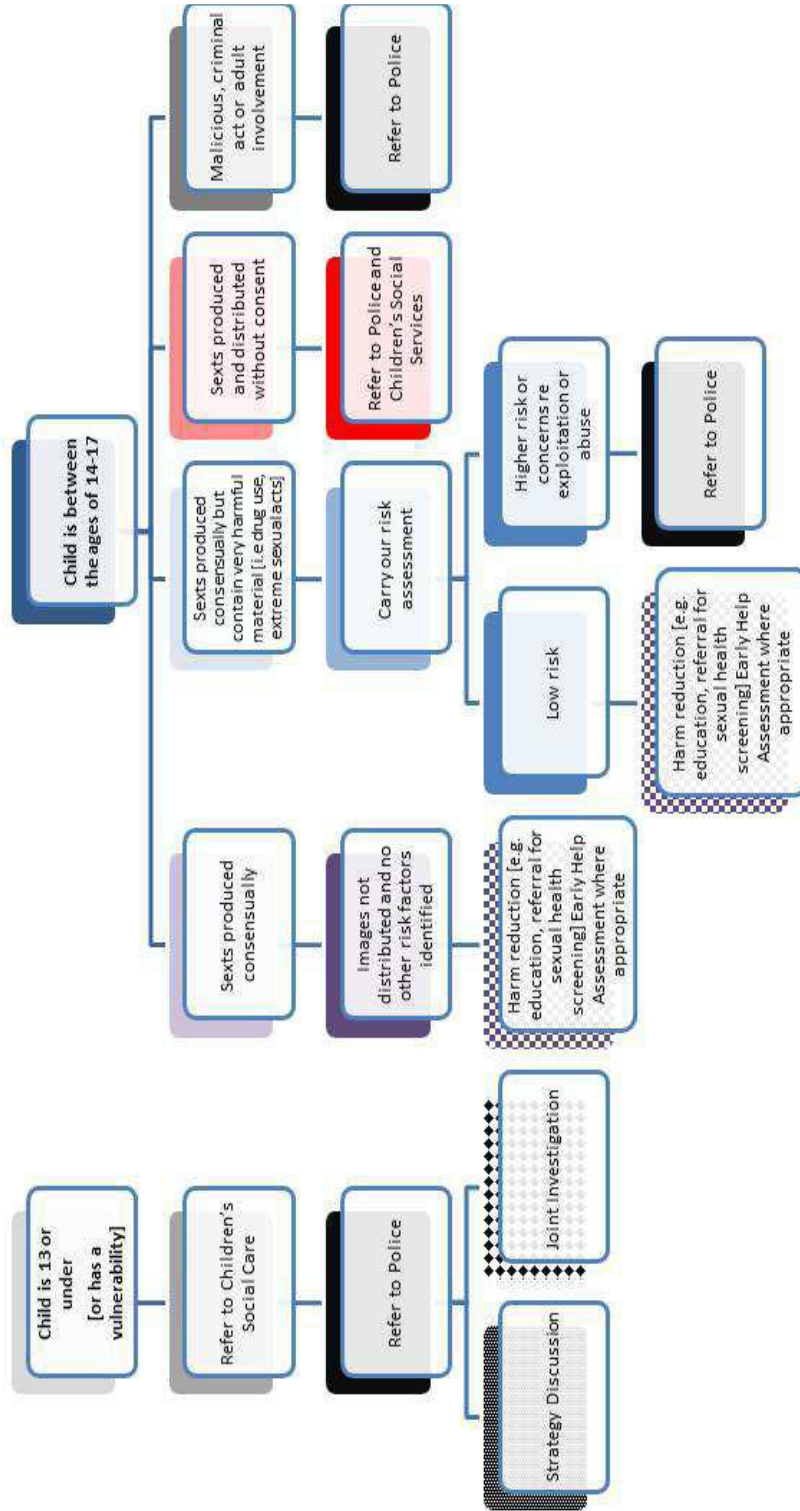 Child is 13 or
under
[or has a
vulnerability]
Refer to Children's
Social Care
Refer to Police
Strategy Discussion
Joint Investigation
Child is between
the ages of 14-17
Sexts produced
consensually
Images not
distributed and no
other risk factors
identified
Harm reduction [e.g.
education, referral for
sexual health
screening] Early Help
Assessment where
appropriate
Sexts produced
consensually but
contain very harmful
material [i.e drug use,
extreme sexual acts]
Carry our risk
assessment
Low risk
Harm reduction [e.g.
education, referral for
sexual health
screening] Early Help
Assessment where
appropriate
Higher risk or
concerns re
exploitation or
abuse
Refer to Police
Sexts produced
and distributed
without consent
Refer to Police and
Children's Social
Services
Malicious, criminal
act or adult
involvement
Refer to Police